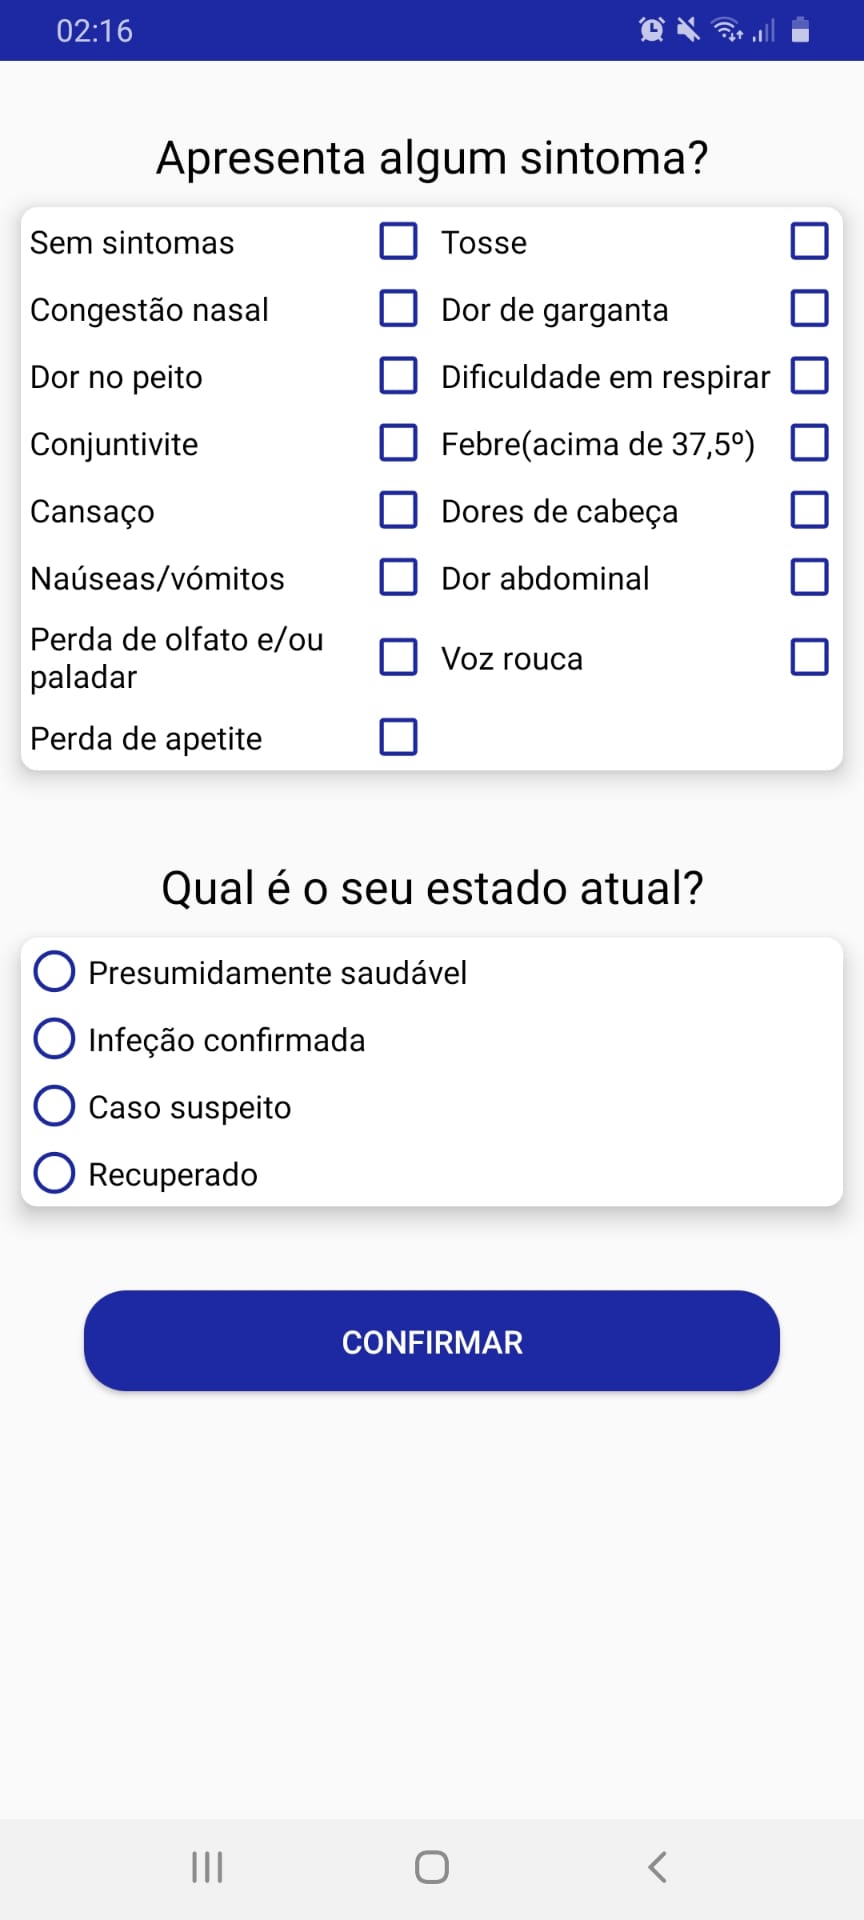 02:16
Apresenta algum sintoma?
Sem sintomas
Tosse
Congestão nasal
Dor de garganta
Dor no peito
Dificuldade em respirar
Conjuntivite
Febre(acima de 37,5º)
Cansaço
Dores de cabeça
Naúseas/vómitos
Dor abdominal
Perda de olfato e/ou
paladar
Voz rouca
Perda de apetite
Qual é o seu estado atual?
Presumidamente saudável
Infeção confirmada
Caso suspeito
Recuperado
CONFIRMAR